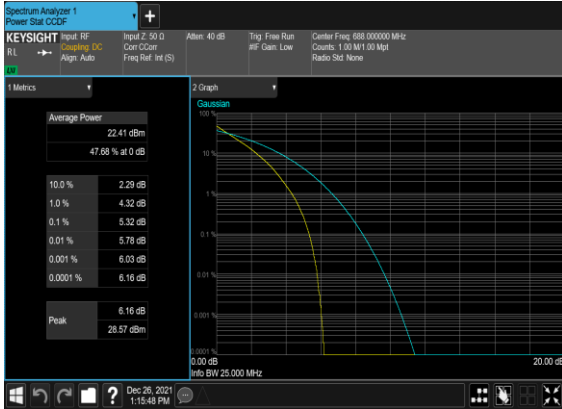 Spectrum Analyzer 1
Power Stat CCDF
+
KEYSIGHT
RL
LXI
Input: RF
Coupling: DC
Align: Auto
Input Z: 50 Ω
Corr CCorr
Freq Ref: Int (S)
Atten: 40 dB
Trig: Free Run
#IF Gain: Low
Center Freq: 688.000000 MHz
Counts: 1.00 M/1.00 Mpt
Radio Std: None
1 Metrics
Average Power
22.41 dBm
47.68 % at 0 dB
10.0 % 2.29 dB
1.0 % 4.32 dB
0.1 % 5.32 dB
0.01 % 5.78 dB
0.001 % 6.03 dB
0.0001 % 6.16 dB
Peak
6.16 dB
28.57 dBm
2 Graph
Gaussian
100 %
10 %
1 %
0.1 %
0.01 %
0.001 %
0.0001 %
0.00 dB
20.00 dB
Info BW 25.000 MHz
?
Dec 26, 2021
1:15:48 PM